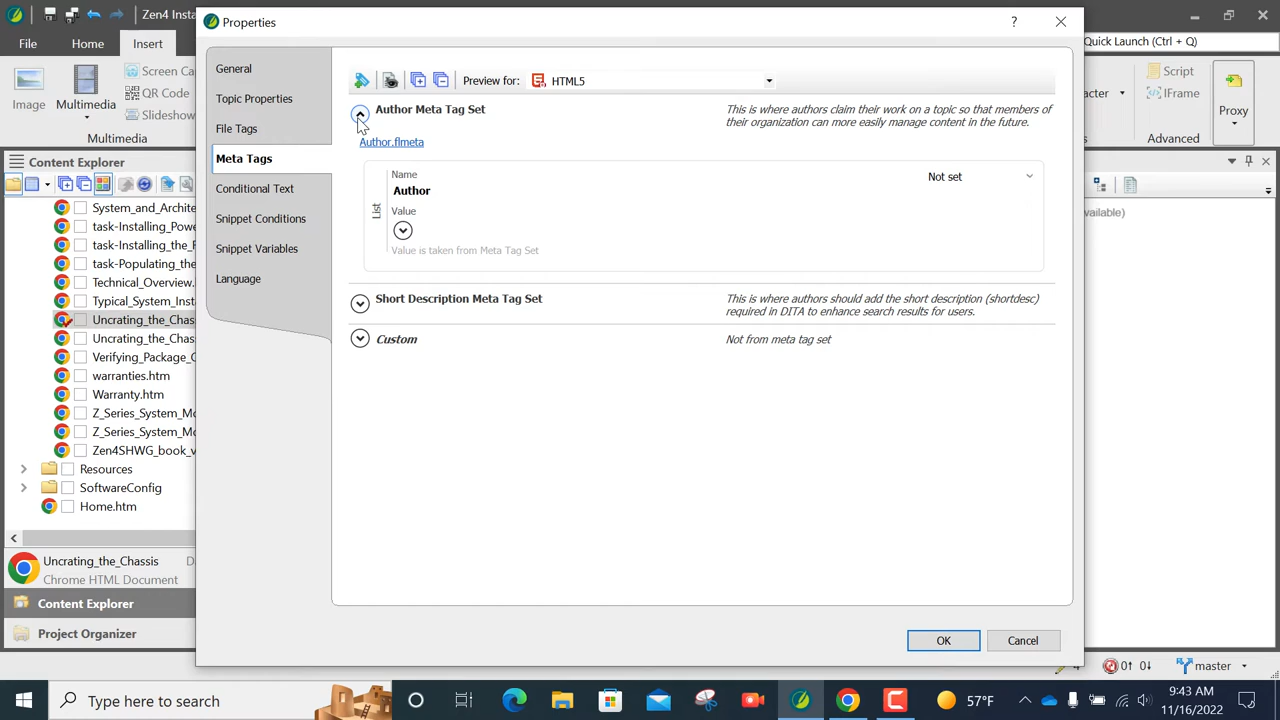 Zen4 Insta
Properties
?
File
Home
Insert
Quick Launch (Ctrl + Q)
Image
Multimedia
Screen Ca
QR Code
Slideshow
Multimedia
Script
IFrame
Proxy
Advanced
Content Explorer
System_and_Archite
task-Installing_Powe
task-Installing_the_F
task-Populating_the
Technical_Overview.
Typical_System_Inst
Uncrating_the_Chas
Uncrating_the_Chass
Verifying_Package_C
warranties.htm
Warranty.htm
Z_Series_System_Mo
Z_Series_System_Mo
Zen4SHWG_book_v
Resources
SoftwareConfig
Home.htm
Uncrating_the_Chassis
Chrome HTML Document
Content Explorer
Project Organizer
General
Topic Properties
File Tags
Meta Tags
Conditional Text
Snippet Conditions
Snippet Variables
Language
Preview for:
HTML5
Author Meta Tag Set
This is where authors claim their work on a topic so that members of
their organization can more easily manage content in the future.
Author.flmeta
List
Name
Author
Not set
Value
Value is taken from Meta Tag Set
Short Description Meta Tag Set
This is where authors should add the short description (shortdesc)
required in DITA to enhance search results for users.
Custom
Not from meta tag set
OK
Cancel
vailable)
4
0↑ 0↓
master
Type here to search
57°F
9:43 AM
11/16/2022